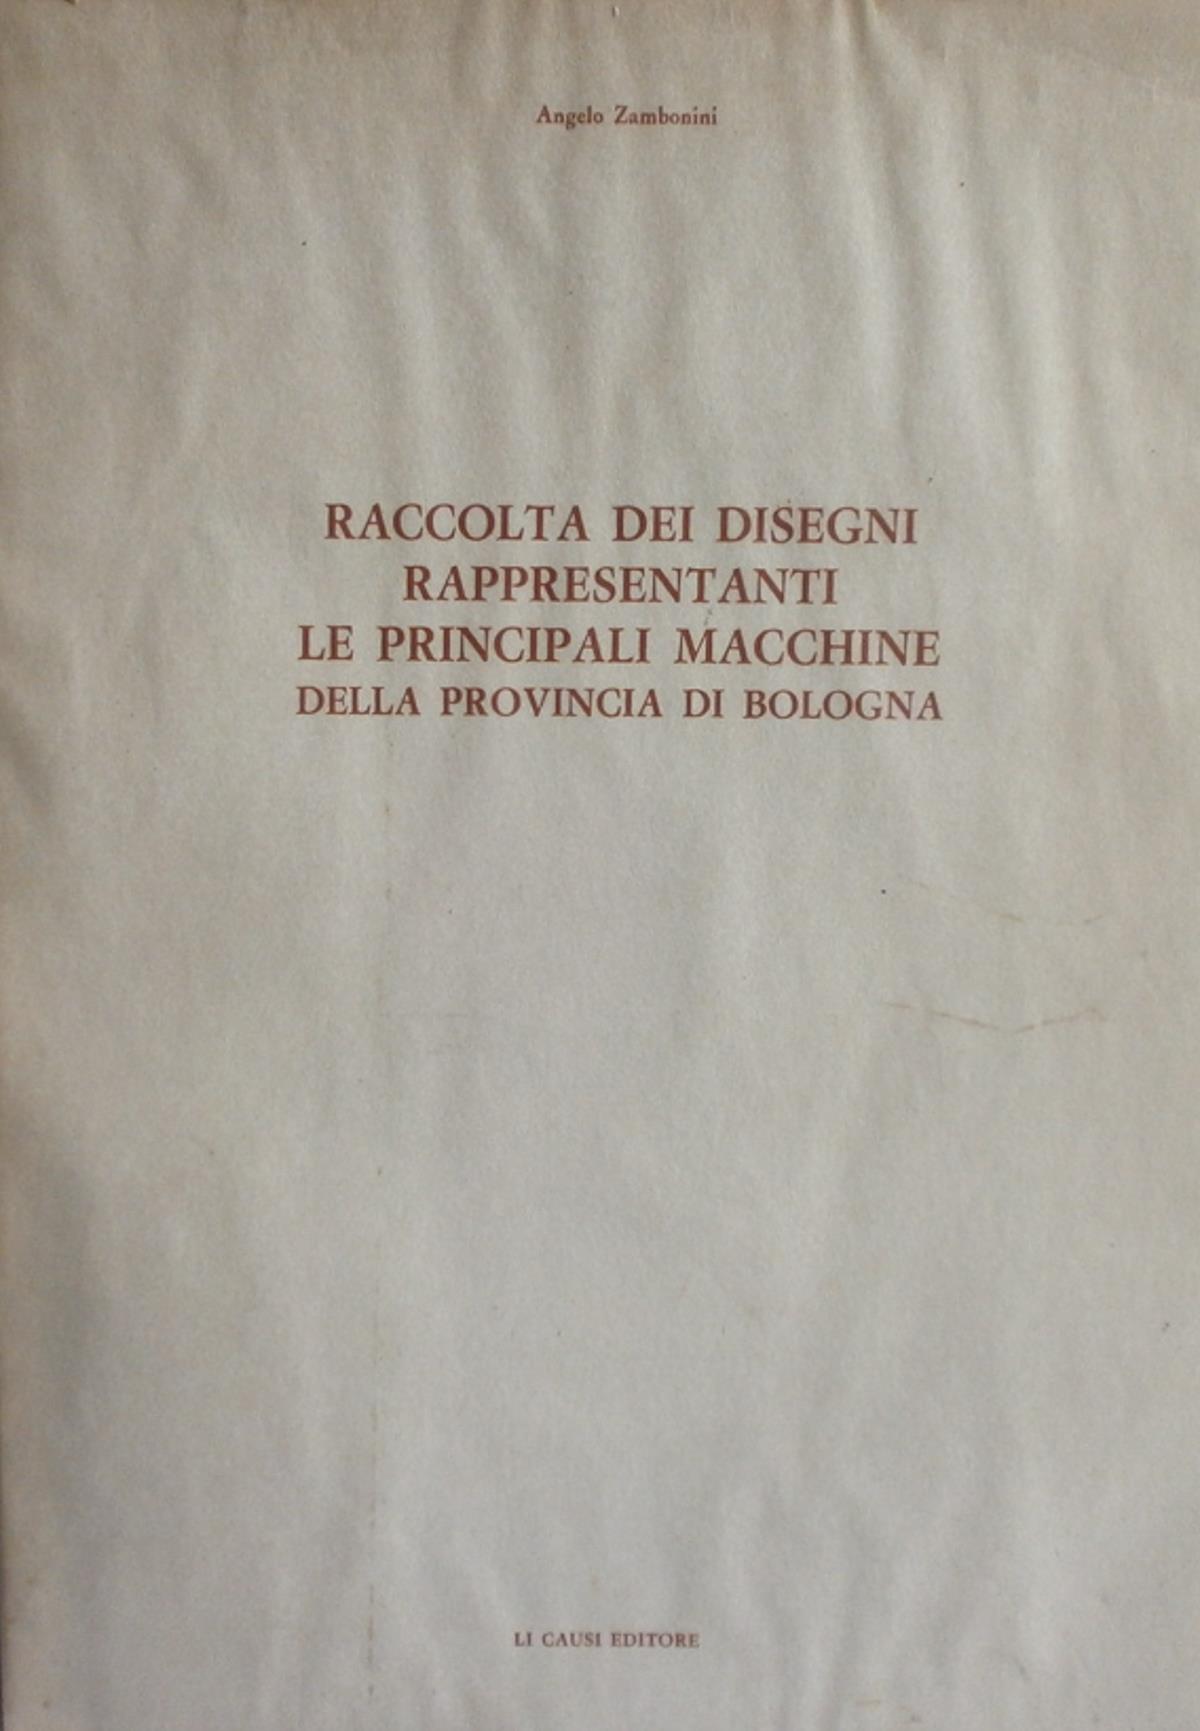 Angelo Zambonini
RACCOLTA DEI DISEGNI
RAPPRESENTANTI
LE PRINCIPALI MACCHINE
DELLA PROVINCIA DI BOLOGNA
LI CAUSI EDITORE